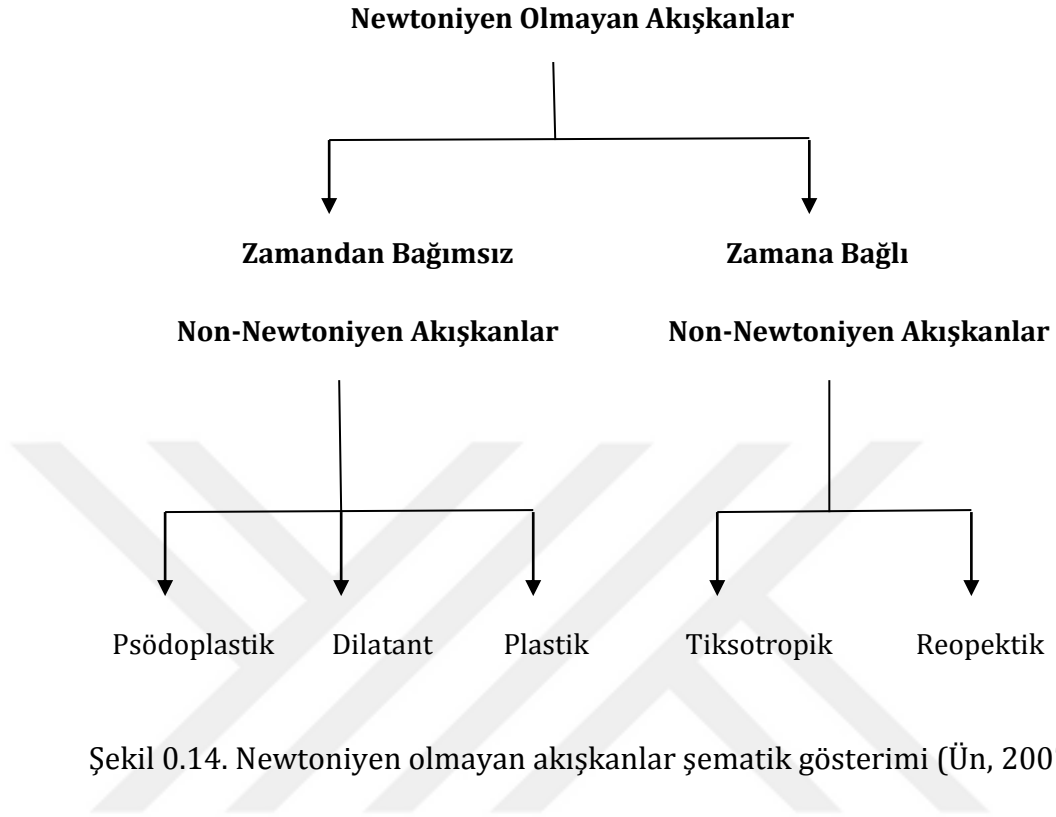 Newtoniyen Olmayan Akışkanlar
Zamandan Bağımsız
Non-Newtoniyen Akışkanlar
Zamana Bağlı
Non-Newtoniyen Akışkanlar
Psödoplastik Dilatant Plastik Tiksotropik Reopektik
Şekil 0.14. Newtoniyen olmayan akışkanlar şematik gösterimi (Ün, 200